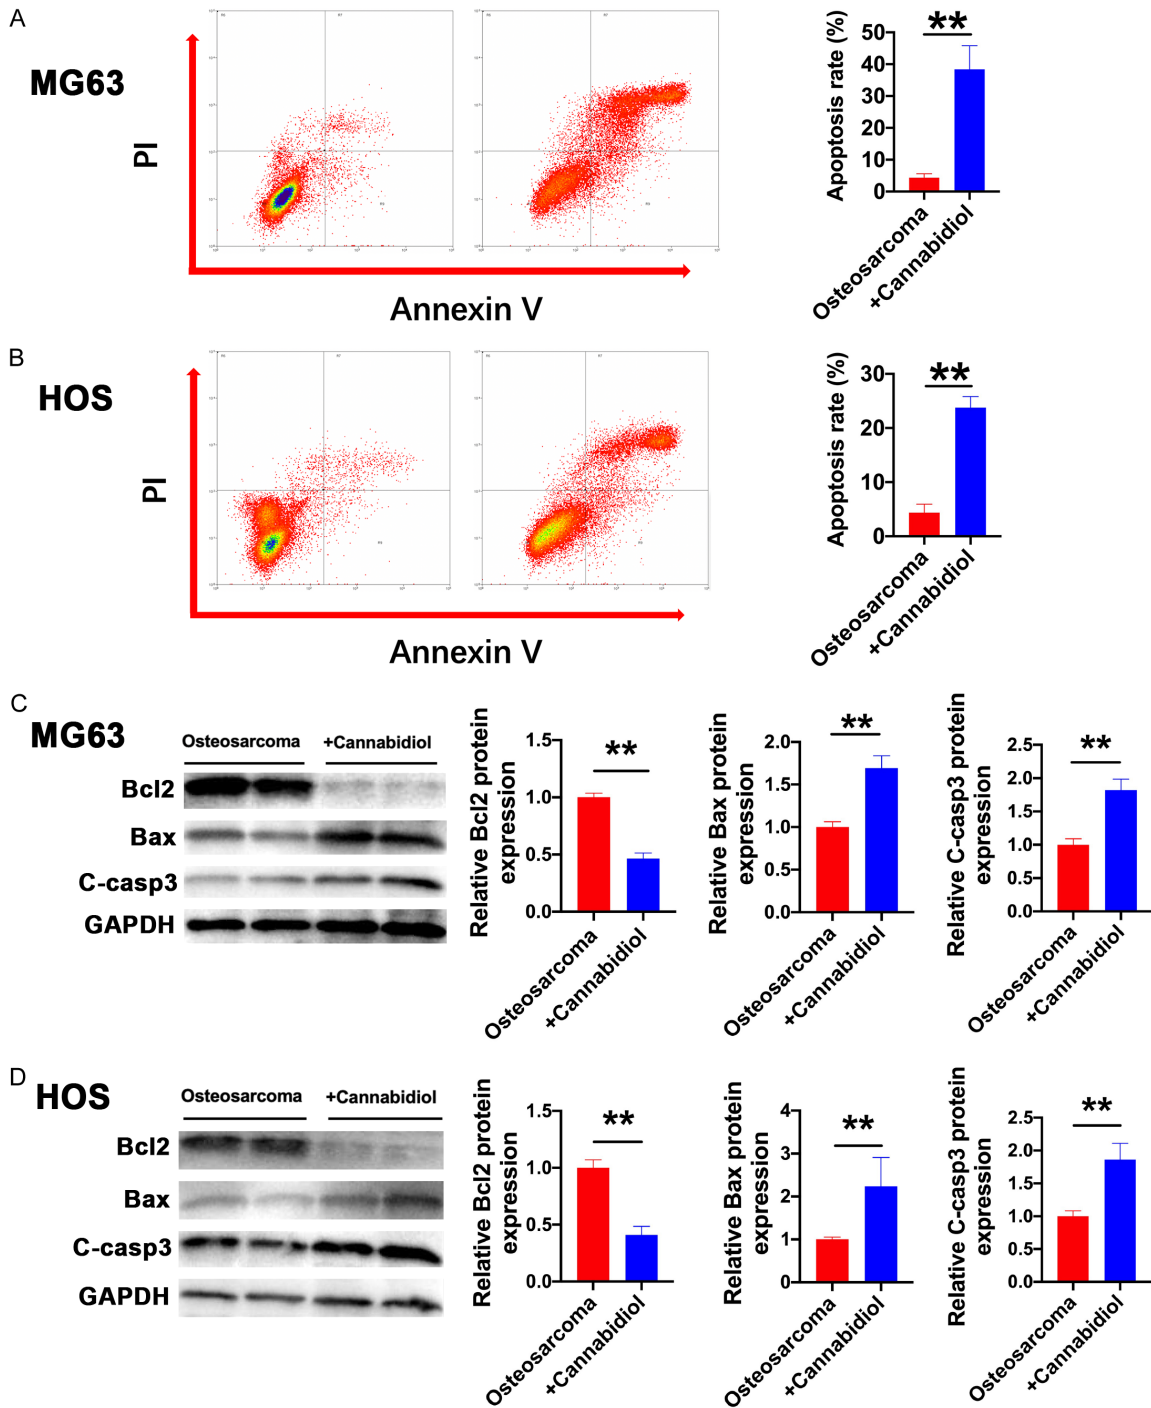 A
MG63
PI
Annexin V
Apoptosis rate (%)
50
40
30
20
10
0
**
Osteosarcoma
+Cannabidiol
B
HOS
PI
Annexin V
Apoptosis rate (%)
30
20
10
0
**
Osteosarcoma
+Cannabidiol
C
MG63
Osteosarcoma +Cannabidiol
Bcl2
Bax
C-casp3
GAPDH
Relative Bcl2 protein
expression
1.5
1.0
0.5
0.0
**
Osteosarcoma
+Cannabidiol
Relative Bax protein
expression
2.0
1.5
1.0
0.5
0.0
**
Osteosarcoma
+Cannabidiol
Relative C-casp3 protein
expression
2.5
2.0
1.5
1.0
0.5
0.0
**
Osteosarcoma
+Cannabidiol
D
HOS
Osteosarcoma +Cannabidiol
Bcl2
Bax
C-casp3
GAPDH
Relative Bcl2 protein
expression
1.5
1.0
0.5
0.0
**
Osteosarcoma
+Cannabidiol
Relative Bax protein
expression
4
3
2
1
0
**
Osteosarcoma
+Cannabidiol
Relative C-casp3 protein
expression
2.5
2.0
1.5
1.0
0.5
0.0
**
Osteosarcoma
+Cannabidiol